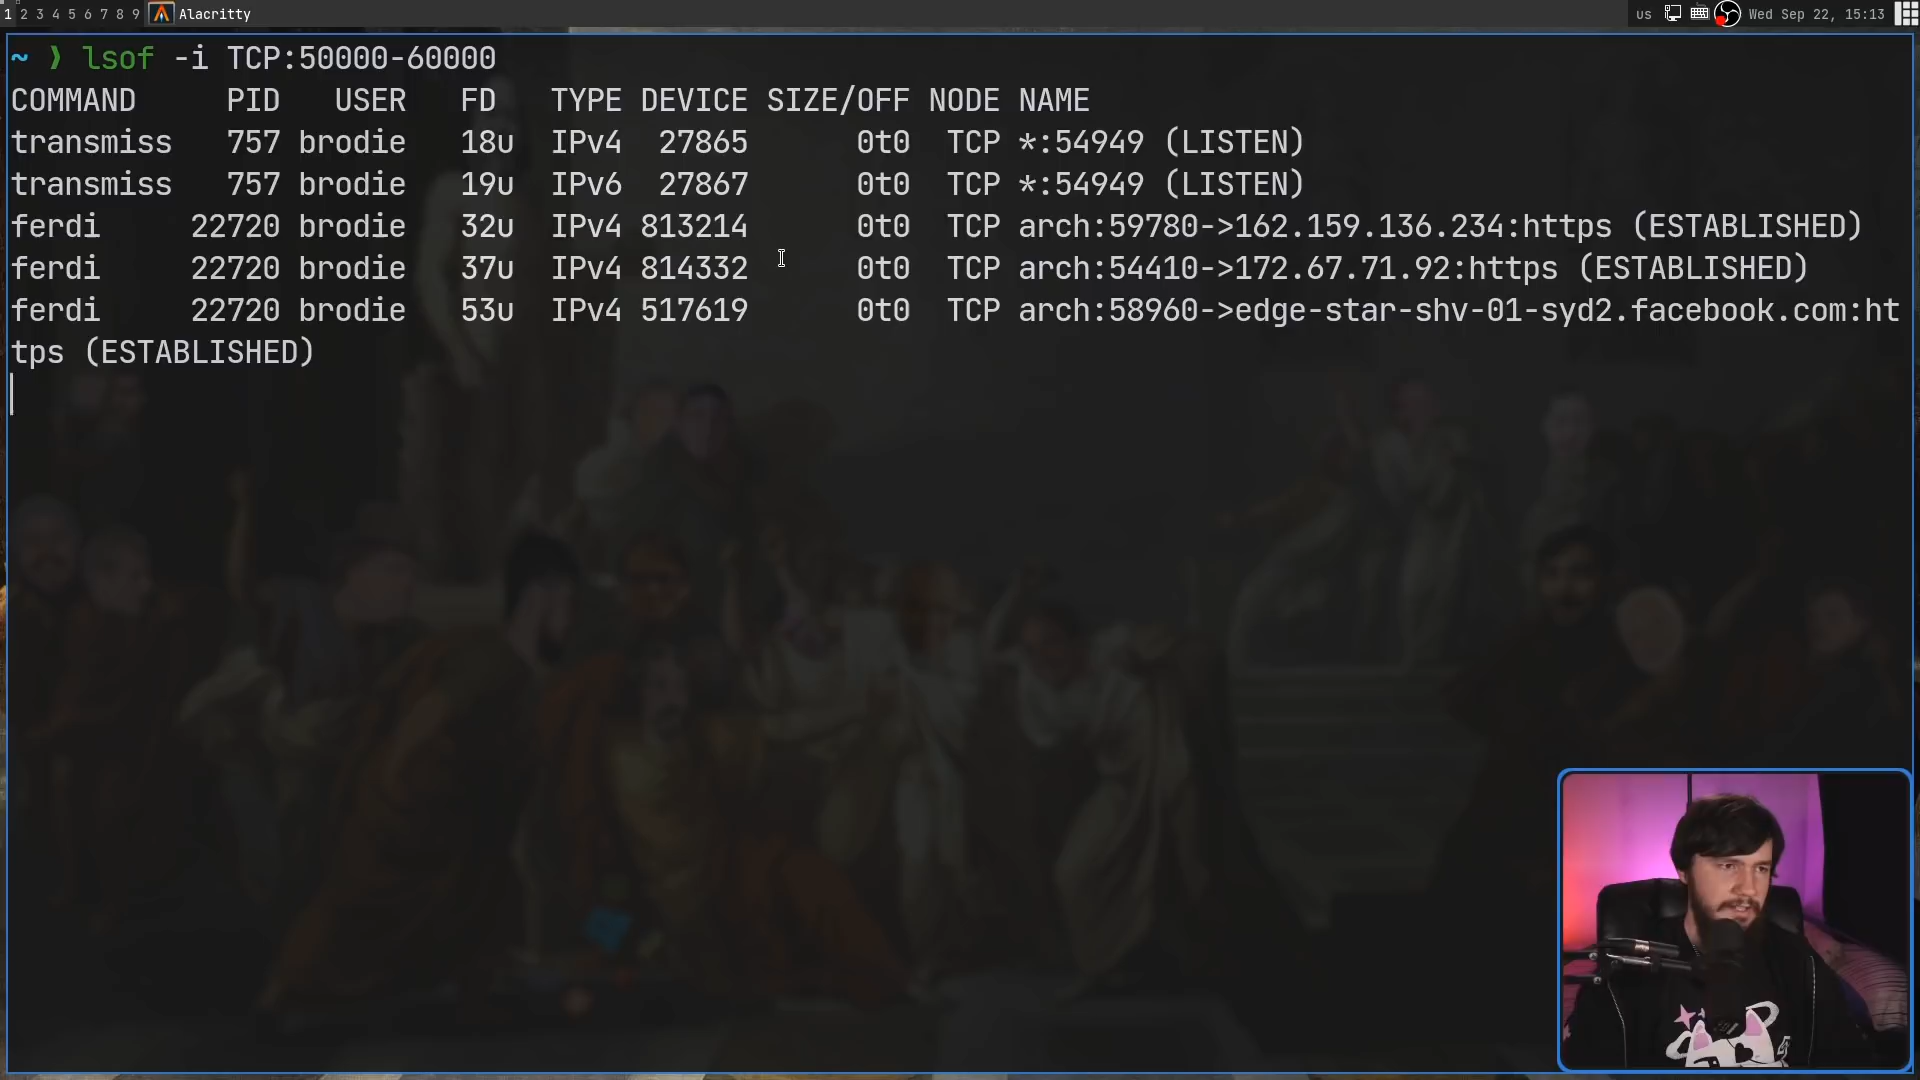 1 2 3 4 5 6 7 8 9 Alacritty us Wed Sep 22, 15:13
~ ❯ lsof -i TCP:50000-60000
COMMAND PID USER FD TYPE DEVICE SIZE/OFF NODE NAME
transmiss 757 brodie 18u IPv4 27865 0t0 TCP *:54949 (LISTEN)
transmiss 757 brodie 19u IPv6 27867 0t0 TCP *:54949 (LISTEN)
ferdi 22720 brodie 32u IPv4 813214 0t0 TCP arch:59780->162.159.136.234:https (ESTABLISHED)
ferdi 22720 brodie 37u IPv4 814332 0t0 TCP arch:54410->172.67.71.92:https (ESTABLISHED)
ferdi 22720 brodie 53u IPv4 517619 0t0 TCP arch:58960->edge-star-shv-01-syd2.facebook.com:ht
tps (ESTABLISHED)